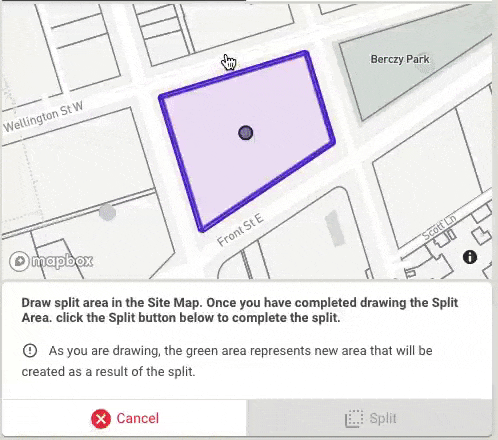 Berczy Park
Wellington St W
Front St E
Scott Ln
mapbox
Draw split area in the Site Map. Once you have completed drawing the Split
Area. click the Split button below to complete the split.
As you are drawing, the green area represents new area that will be
created as a result of the split.
Cancel
Split